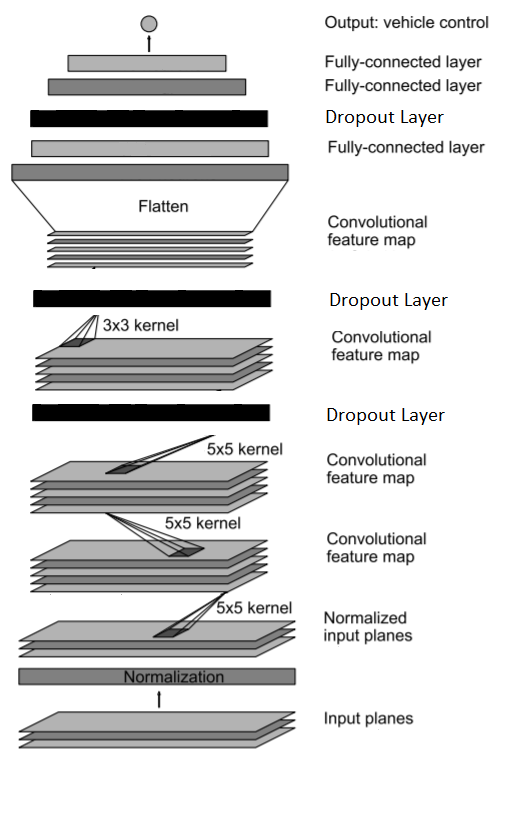 Output: vehicle control
Fully-connected layer
Fully-connected layer
Dropout Layer
Fully-connected layer
Flatten
Convolutional
feature map
Dropout Layer
3x3 kernel
Convolutional
feature map
Dropout Layer
5x5 kernel
Convolutional
feature map
5x5 kernel
Convolutional
feature map
5x5 kernel
Normalized
input planes
Normalization
Input planes